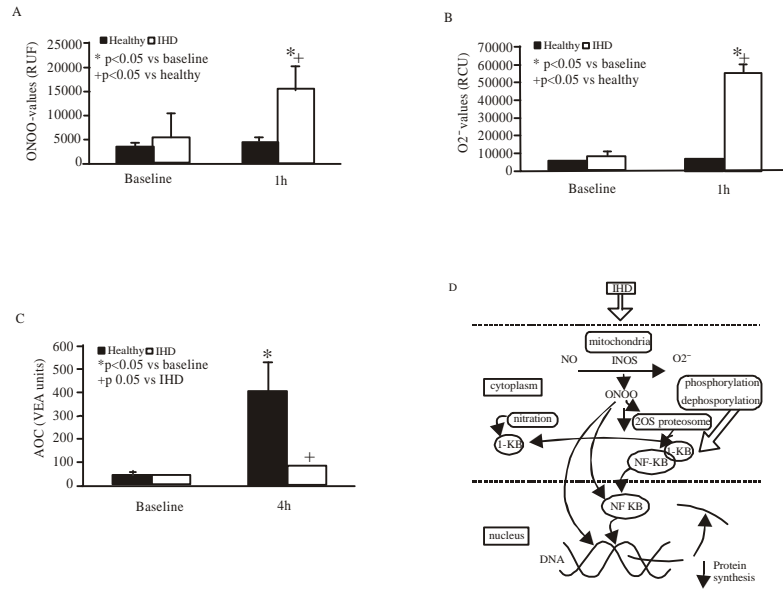 A
Healthy IHD
* p<0.05 vs baseline
+p<0.05 vs healthy
ONOO-values (RUF)
25000
20000
15000
10000
5000
0
*+
Baseline
1h
B
Healthy IHD
* p<0.05 vs baseline
+p<0.05 vs healthy
O2⁻values (RCU)
70000
60000
50000
40000
30000
20000
10000
0
*+
Baseline
1h
C
Healthy IHD
*p<0.05 vs baseline
+p 0.05 vs IHD
AOC (VEA units)
600
500
400
300
200
100
0
*
+
Baseline
4h
D
IHD
mitochondria
NO INOS O2⁻
cytoplasm
ONOO
phosphorylation
dephosporylation
nitration
2OS proteosome
1-KB
1-KB
NF-KB
NF KB
nucleus
DNA
Protein
synthesis